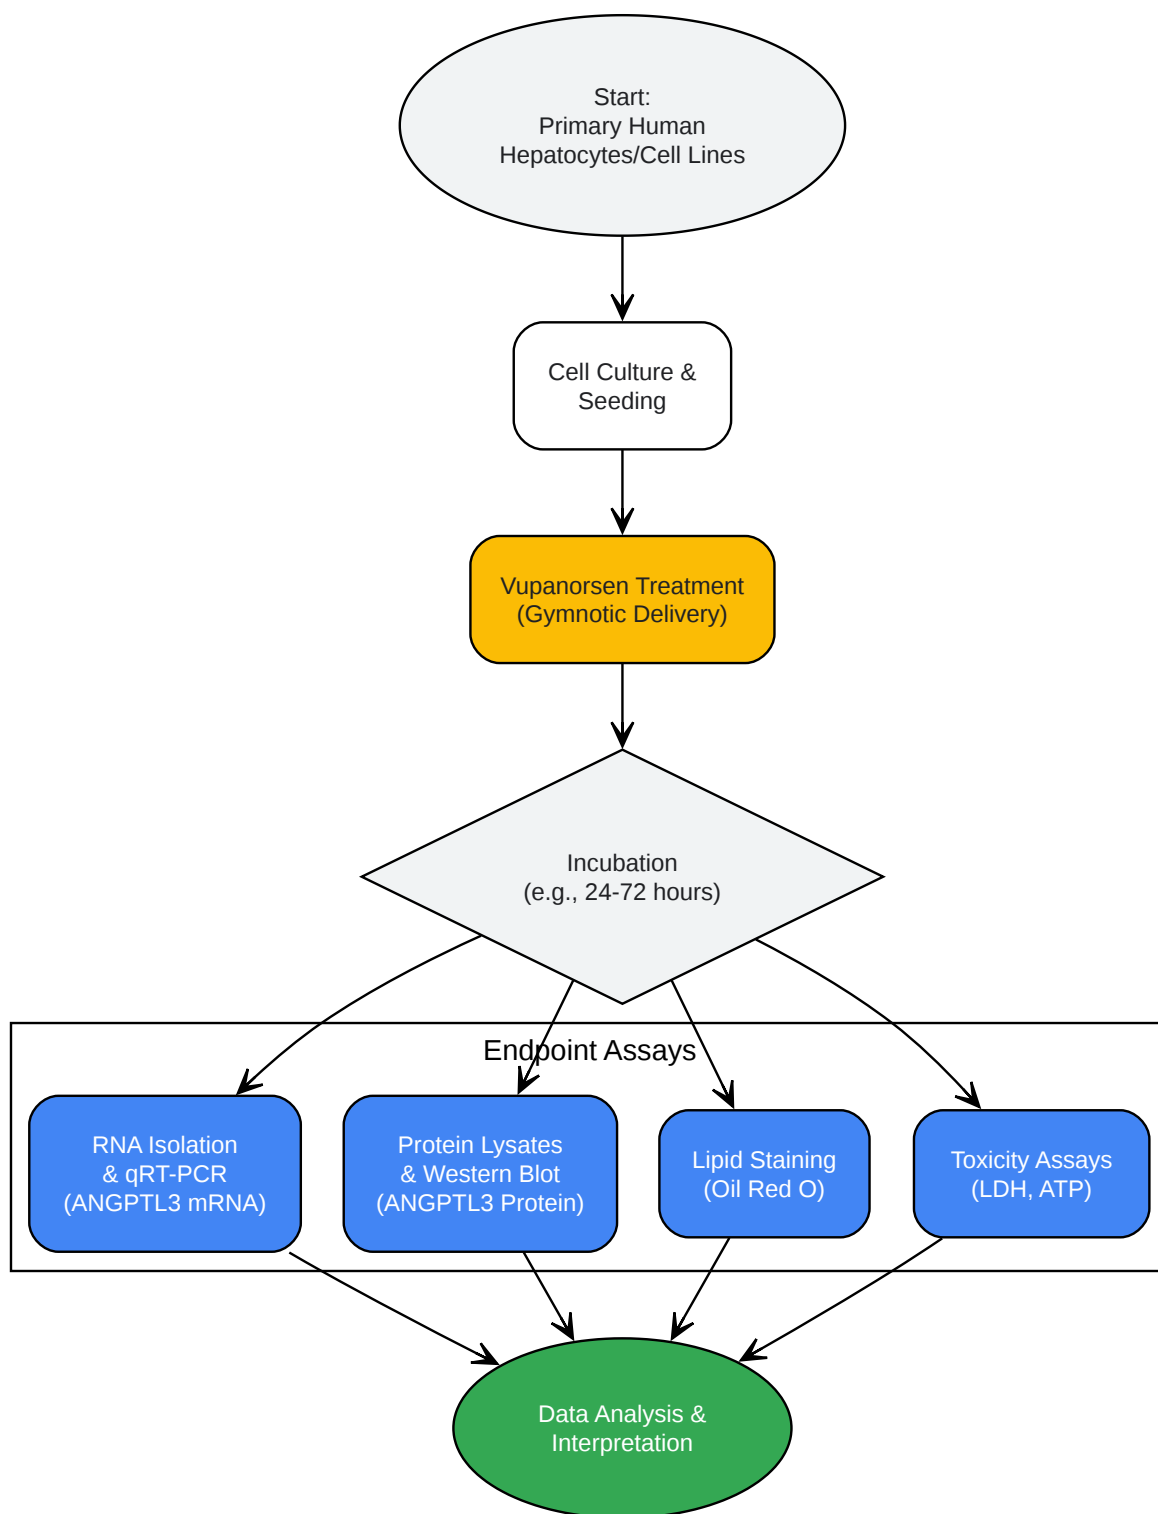 Start:
Primary Human
Hepatocytes/Cell Lines
Cell Culture &
Seeding
Vupanorsen Treatment
(Gymnotic Delivery)
Incubation
(e.g., 24-72 hours)
Endpoint Assays
RNA Isolation
& qRT-PCR
(ANGPTL3 mRNA)
Protein Lysates
& Western Blot
(ANGPTL3 Protein)
Lipid Staining
(Oil Red O)
Toxicity Assays
(LDH, ATP)
Data Analysis &
Interpretation